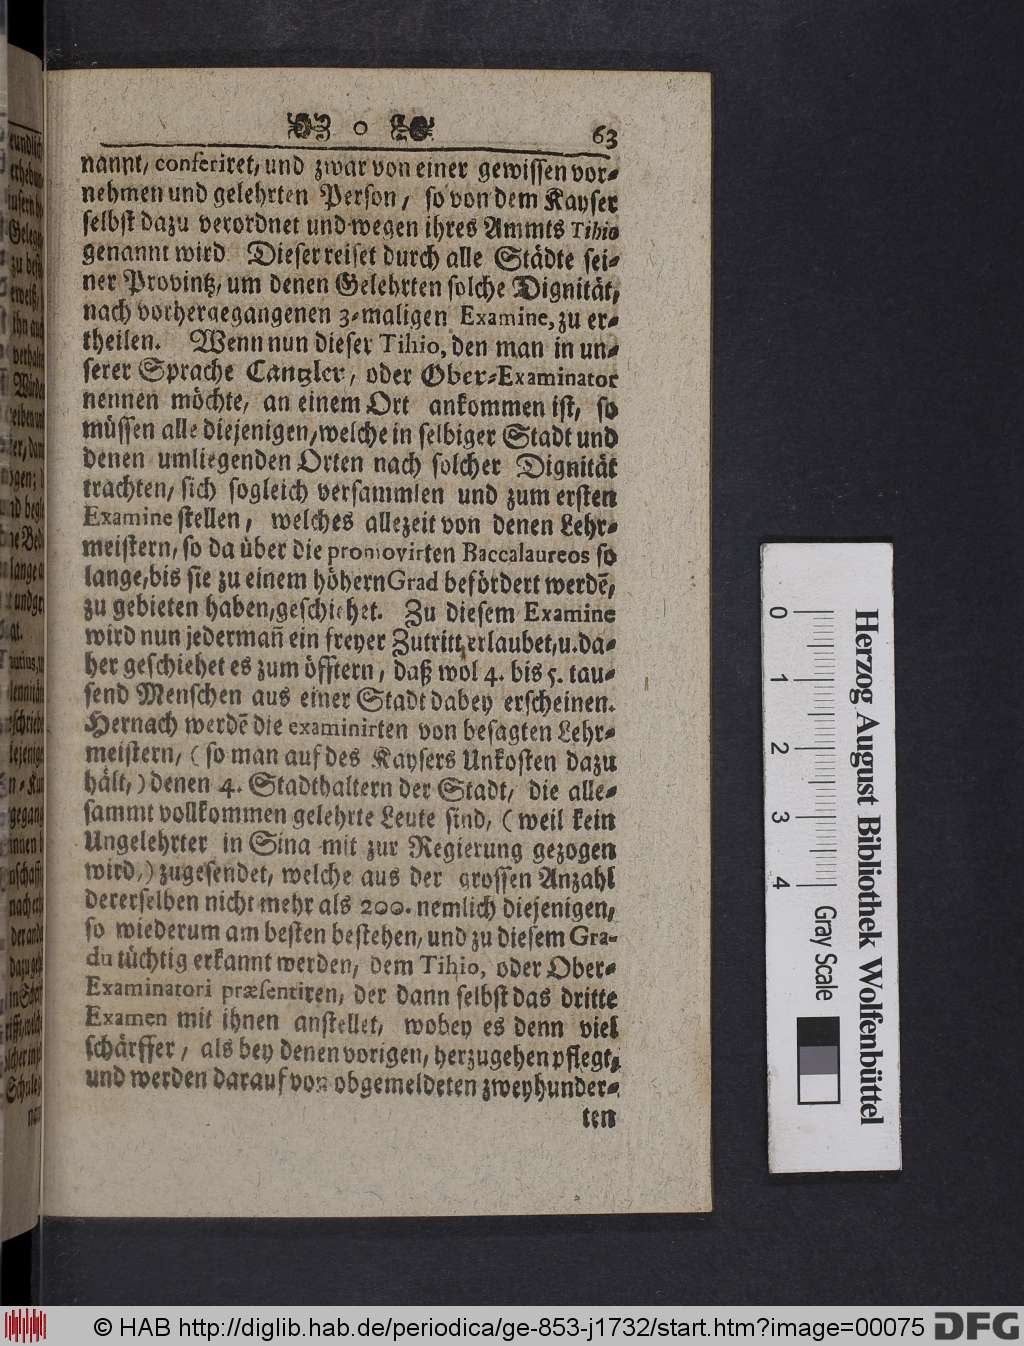 63
nannt, conferiret, und zwar von einer gewissen vor-
nehmen und gelehrten Person, so von dem Kayser
selbst dazu verordnet und wegen ihres Ammts Tihio
genannt wird. Dieser reiset durch alle Städte sei-
ner Provintz, um denen Gelehrten solche Dignität,
nach vorhergegangenen 3-maligen Examine, zu er-
theilen. Wenn nun dieser Tihio, den man in un-
serer Sprache Cantzler, oder Ober-Examinator
nennen möchte, an einem Ort ankommen ist, so
müssen alle diejenigen, welche in selbiger Stadt und
denen umliegenden Orten nach solcher Dignität
trachten, sich sogleich versammlen und zum ersten
Examine stellen, welches allezeit von denen Lehr-
meistern, so da über die promovirten Baccalaureos so
lange, bis sie zu einem höhern Grad befördert werdē,
zu gebieten haben, geschiehet. Zu diesem Examine
wird nun jedermañ ein freyer Zutritt erlaubet, u. da-
her geschiehet es zum öfftern, daß wol 4. bis 5. tau-
send Menschen aus einer Stadt dabey erscheinen.
Hernach werdē die examinirten von besagten Lehr-
meistern, (so man auf des Kaysers Unkosten dazu
hält,) denen 4. Stadthaltern der Stadt, die alle-
sammt vollkommen gelehrte Leute sind, (weil kein
Ungelehrter in Sina mit zur Regierung gezogen
wird,) zugesendet, welche aus der grossen Anzahl
dererselben nicht mehr als 200. nemlich diejenigen,
so wiederum am besten bestehen, und zu diesem Gra-
du tüchtig erkannt werden, dem Tihio, oder Ober-
Examinatori præsentiren, der dann selbst das dritte
Examen mit ihnen anstellet, wobey es denn viel
schärffer, als bey denen vorigen, herzugehen pflegt,
und werden darauf von obgemeldeten zweyhunder-
ten
0 1 2 3 4
Gray Scale
Herzog August Bibliothek Wolfenbüttel
© HAB http://diglib.hab.de/periodica/ge-853-j1732/start.htm?image=00075
DFG